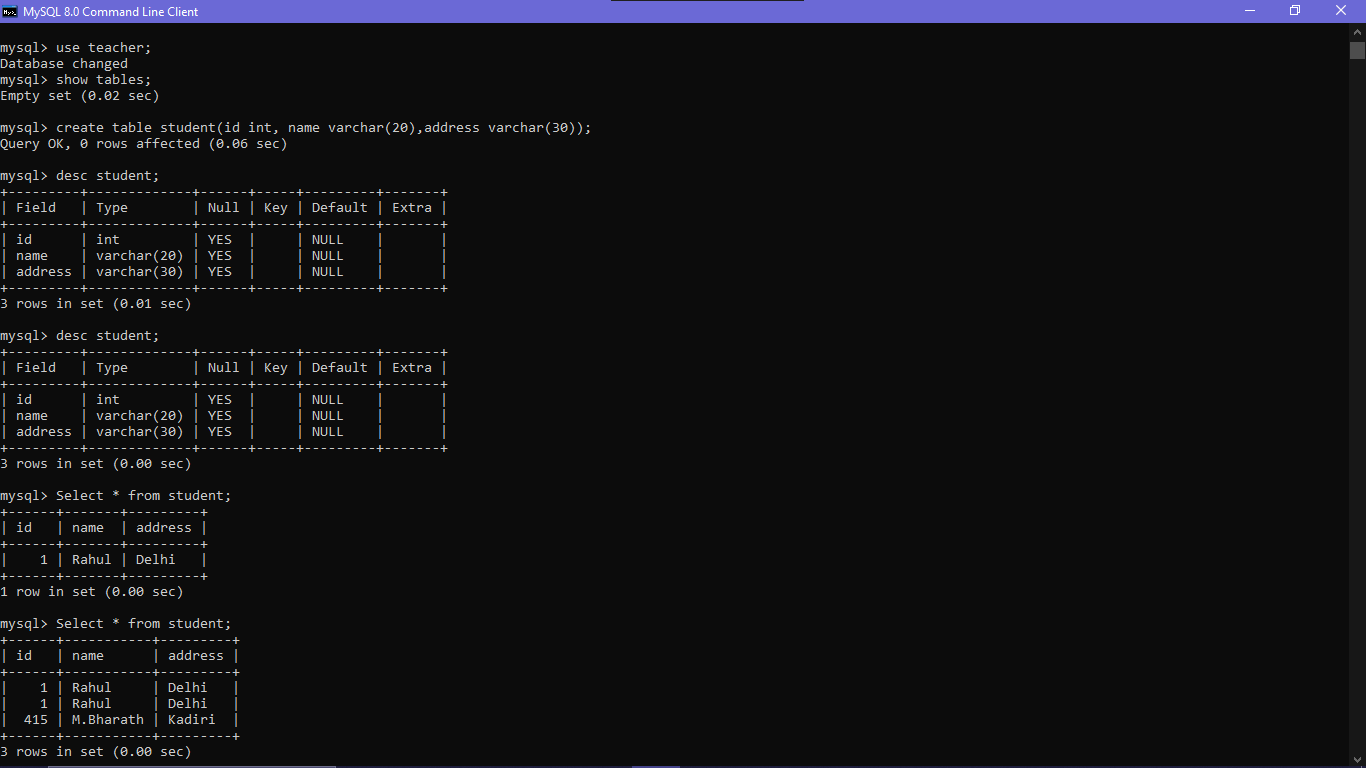 MySQL 8.0 Command Line Client
mysql> use teacher;
Database changed
mysql> show tables;
Empty set (0.02 sec)
mysql> create table student(id int, name varchar(20),address varchar(30));
Query OK, 0 rows affected (0.06 sec)
mysql> desc student;
+---------+-------------+------+-----+---------+-------+
| Field   | Type        | Null | Key | Default | Extra |
+---------+-------------+------+-----+---------+-------+
| id      | int         | YES  |     | NULL    |       |
| name    | varchar(20) | YES  |     | NULL    |       |
| address | varchar(30) | YES  |     | NULL    |       |
+---------+-------------+------+-----+---------+-------+
3 rows in set (0.01 sec)
mysql> desc student;
+---------+-------------+------+-----+---------+-------+
| Field   | Type        | Null | Key | Default | Extra |
+---------+-------------+------+-----+---------+-------+
| id      | int         | YES  |     | NULL    |       |
| name    | varchar(20) | YES  |     | NULL    |       |
| address | varchar(30) | YES  |     | NULL    |       |
+---------+-------------+------+-----+---------+-------+
3 rows in set (0.00 sec)
mysql> Select * from student;
+------+-------+---------+
| id   | name  | address |
+------+-------+---------+
|    1 | Rahul | Delhi   |
+------+-------+---------+
1 row in set (0.00 sec)
mysql> Select * from student;
+------+-----------+---------+
| id   | name      | address |
+------+-----------+---------+
|    1 | Rahul     | Delhi   |
|    1 | Rahul     | Delhi   |
|  415 | M.Bharath | Kadiri  |
+------+-----------+---------+
3 rows in set (0.00 sec)